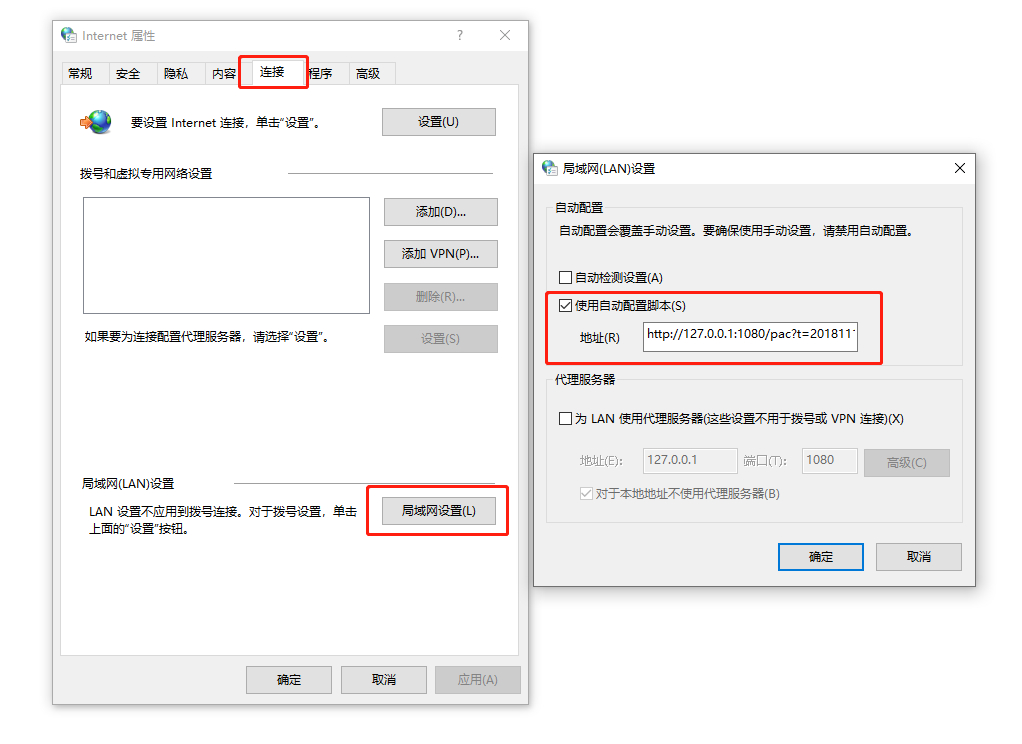 Internet 属性
?
常规
安全
隐私
内容
连接
程序
高级
要设置 Internet 连接，单击“设置”。
设置(U)
拨号和虚拟专用网络设置
添加(D)...
添加 VPN(P)...
删除(R)...
如果要为连接配置代理服务器，请选择“设置”。
设置(S)
局域网(LAN)设置
LAN 设置不应用到拨号连接。对于拨号设置，单击
上面的“设置”按钮。
局域网设置(L)
确定
取消
应用(A)
局域网(LAN)设置
自动配置
自动配置会覆盖手动设置。要确保使用手动设置，请禁用自动配置。
自动检测设置(A)
使用自动配置脚本(S)
地址(R)
http://127.0.0.1:1080/pac?t=201811
代理服务器
为 LAN 使用代理服务器(这些设置不用于拨号或 VPN 连接)(X)
地址(E):
127.0.0.1
端口(T):
1080
高级(C)
对于本地地址不使用代理服务器(B)
确定
取消